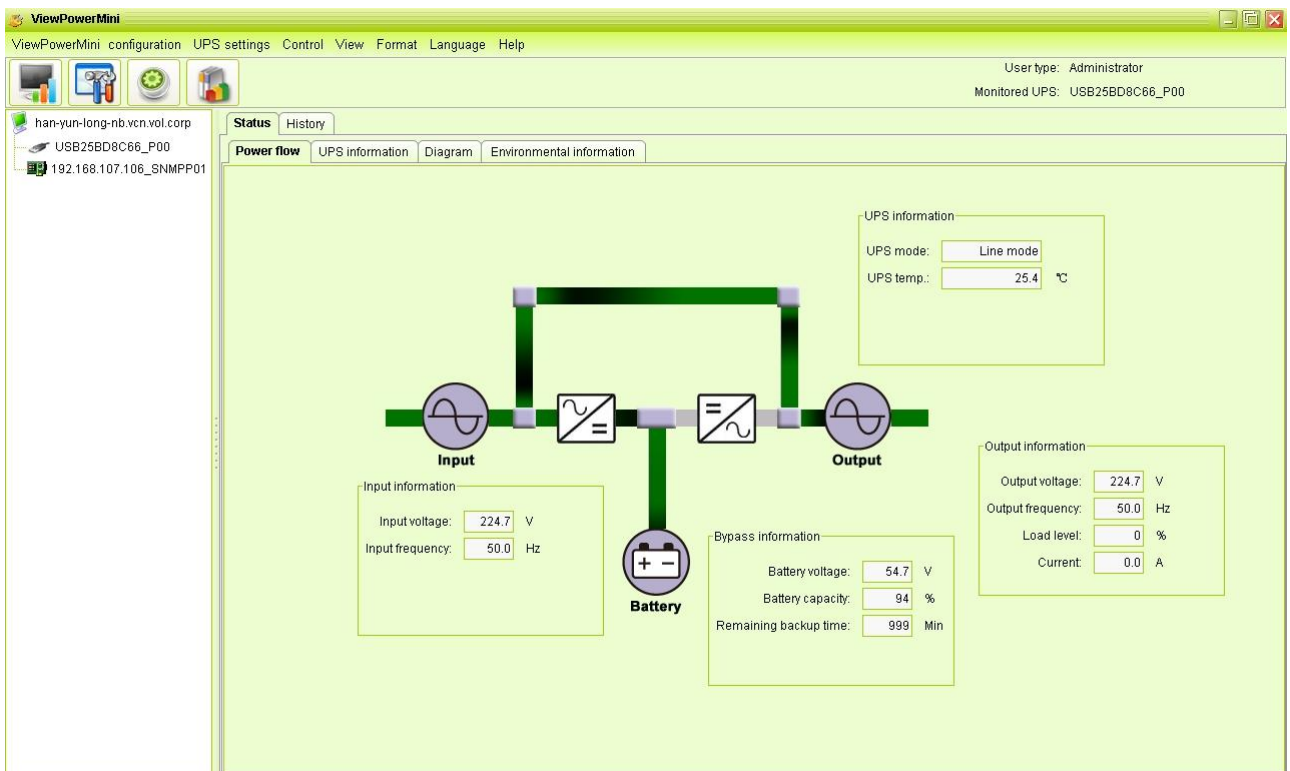 ViewPowerMini
ViewPowerMini configuration UPS settings Control View Format Language Help
User type: Administrator
Monitored UPS: USB25BD8C66_P00
han-yun-long-nb.vcn.vol.corp
USB25BD8C66_P00
192.168.107.106_SNMPP01
Status History
Power flow UPS information Diagram Environmental information
UPS information
UPS mode: Line mode
UPS temp.: 25.4 ℃
Input
Output
Input information
Input voltage: 224.7 V
Input frequency: 50.0 Hz
Battery
Bypass information
Battery voltage: 54.7 V
Battery capacity: 94 %
Remaining backup time: 999 Min
Output information
Output voltage: 224.7 V
Output frequency: 50.0 Hz
Load level: 0 %
Current: 0.0 A